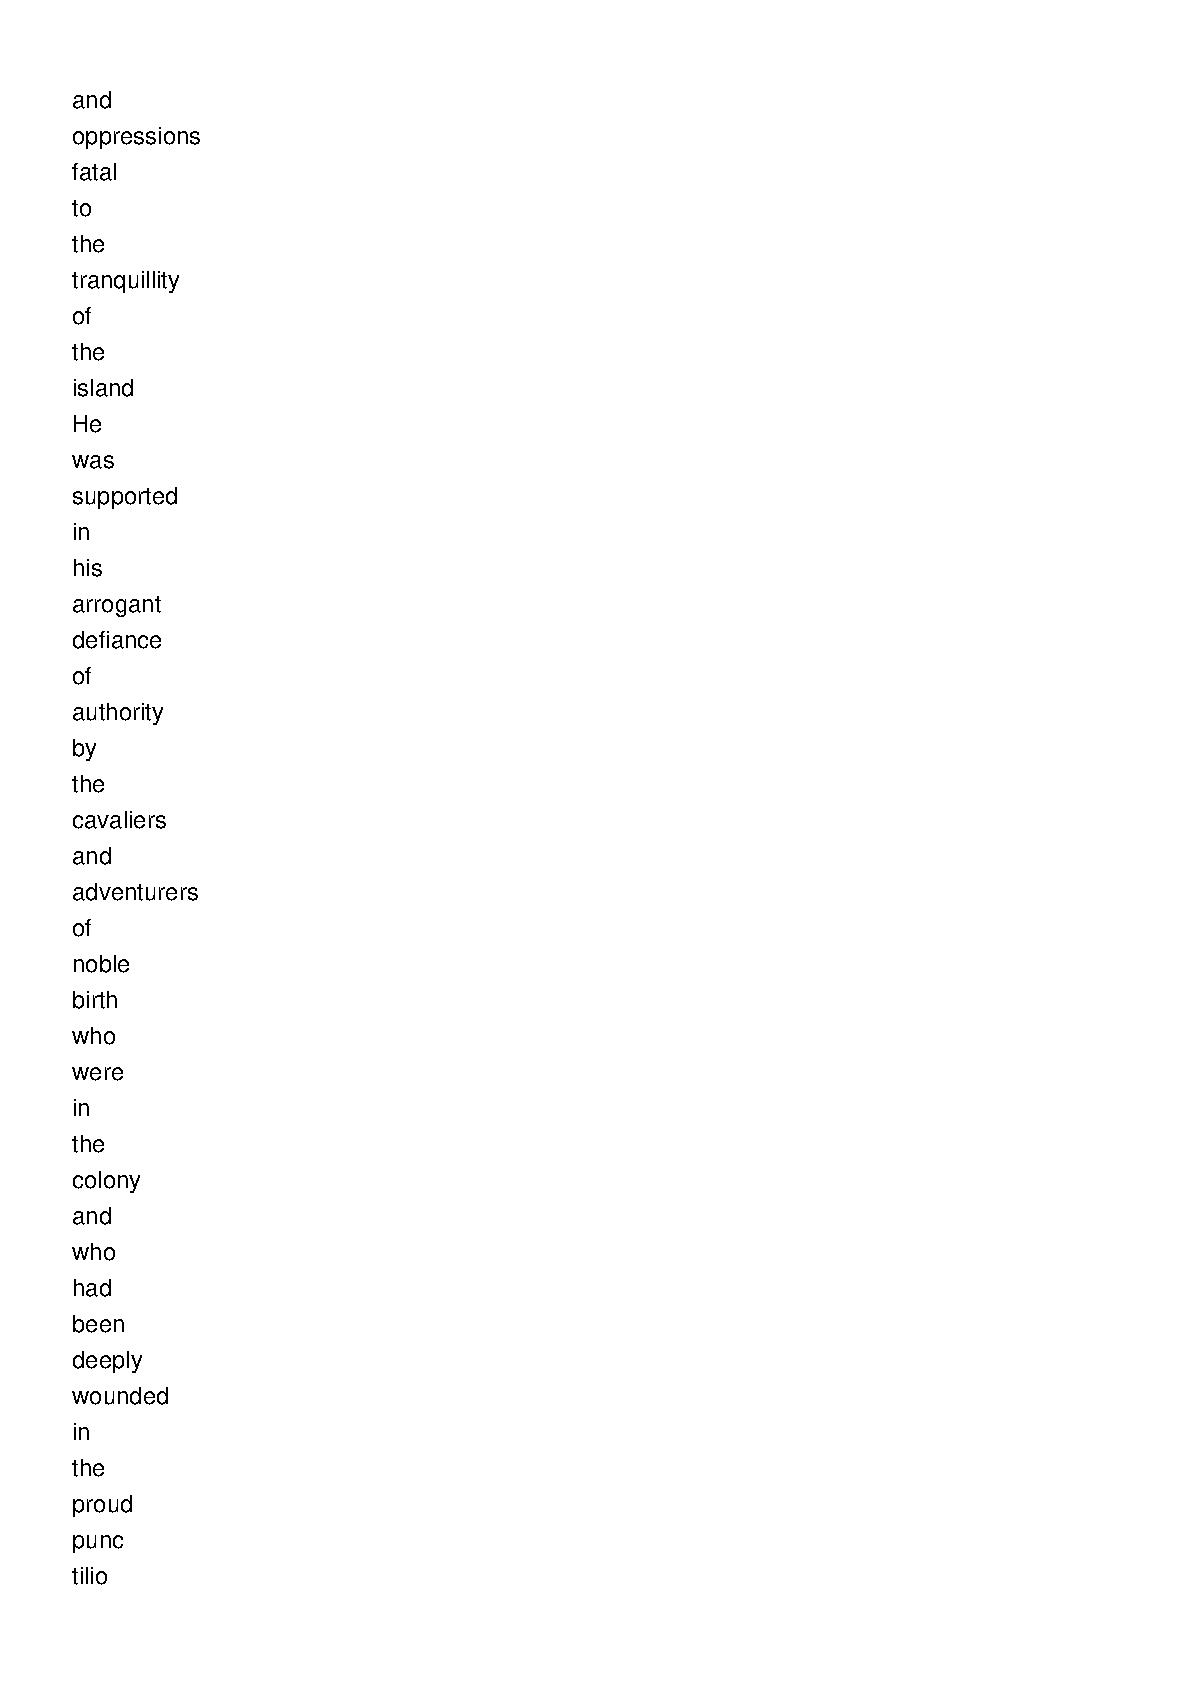 and
oppressions
fatal
to
the
tranquillity
of
the
island
He
was
supported
in
his
arrogant
defiance
of
authority
by
the
cavaliers
and
adventurers
of
noble
birth
who
were
in
the
colony
and
who
had
been
deeply
wounded
in
the
proud
punc
tilio